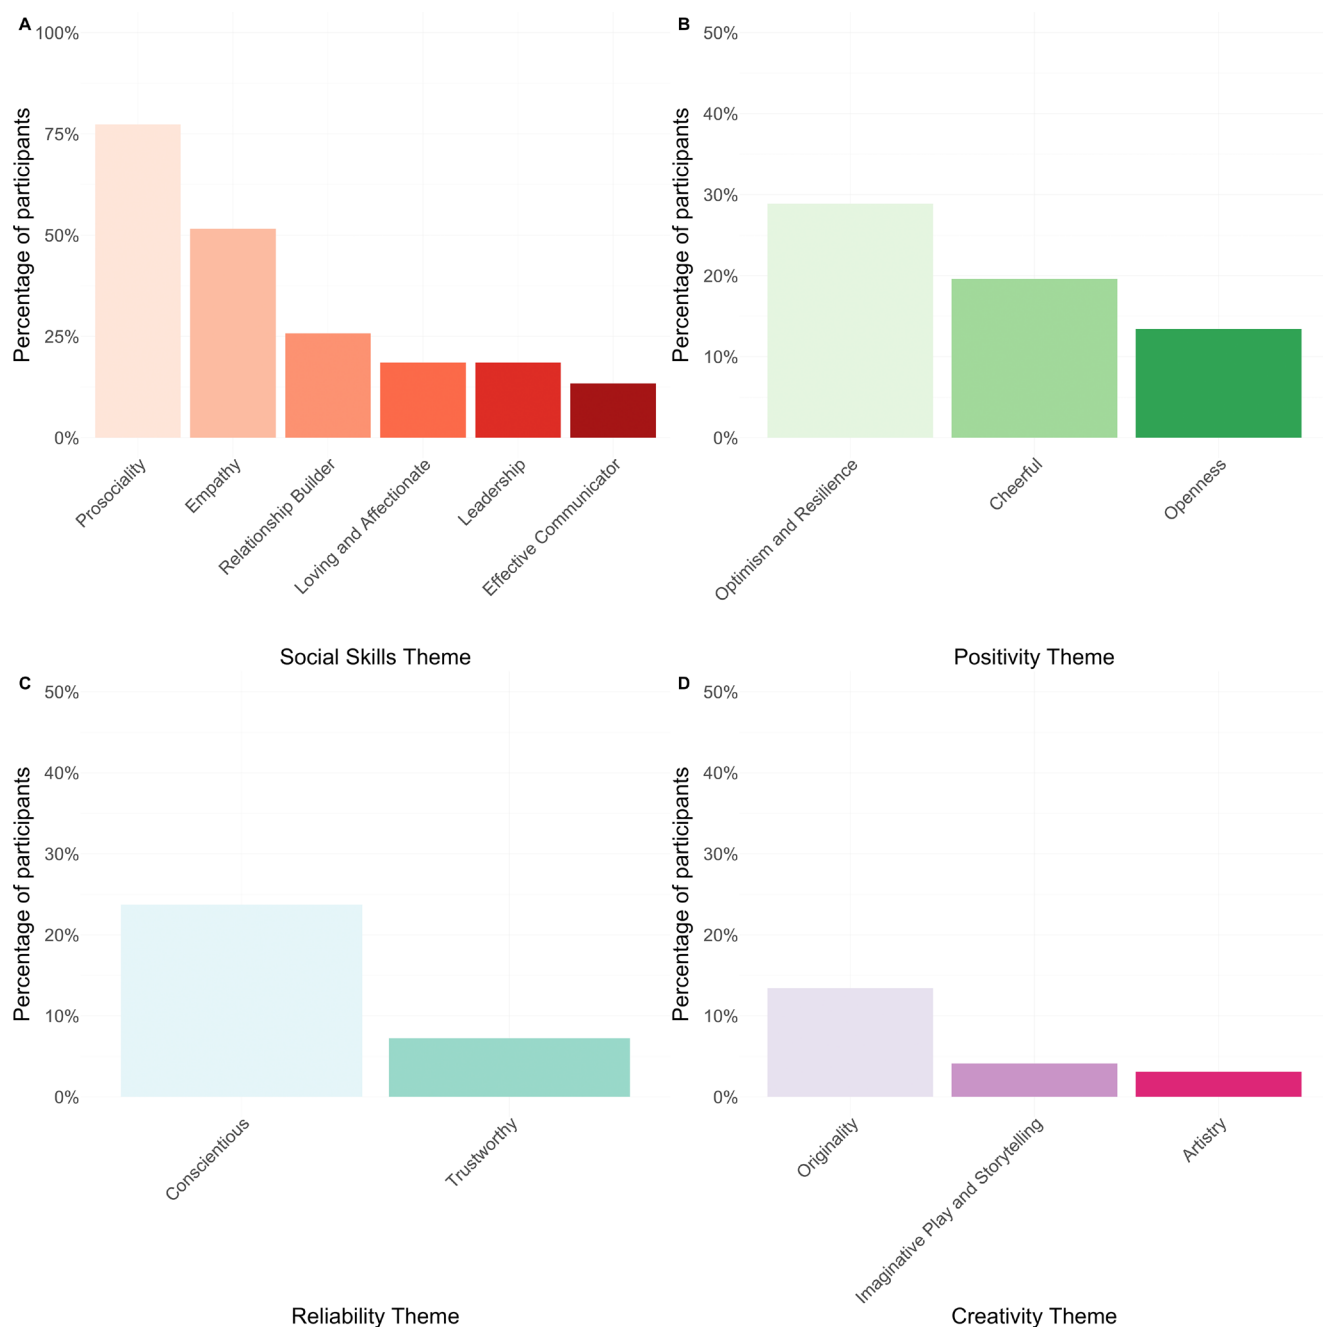 A
100%
75%
50%
25%
0%
Percentage of participants
Prosociality
Empathy
Relationship Builder
Loving and Affectionate
Leadership
Effective Communicator
Social Skills Theme
B
50%
40%
30%
20%
10%
0%
Percentage of participants
Optimism and Resilience
Cheerful
Openness
Positivity Theme
C
50%
40%
30%
20%
10%
0%
Percentage of participants
Conscientious
Trustworthy
Reliability Theme
D
50%
40%
30%
20%
10%
0%
Percentage of participants
Originality
Imaginative Play and Storytelling
Artistry
Creativity Theme